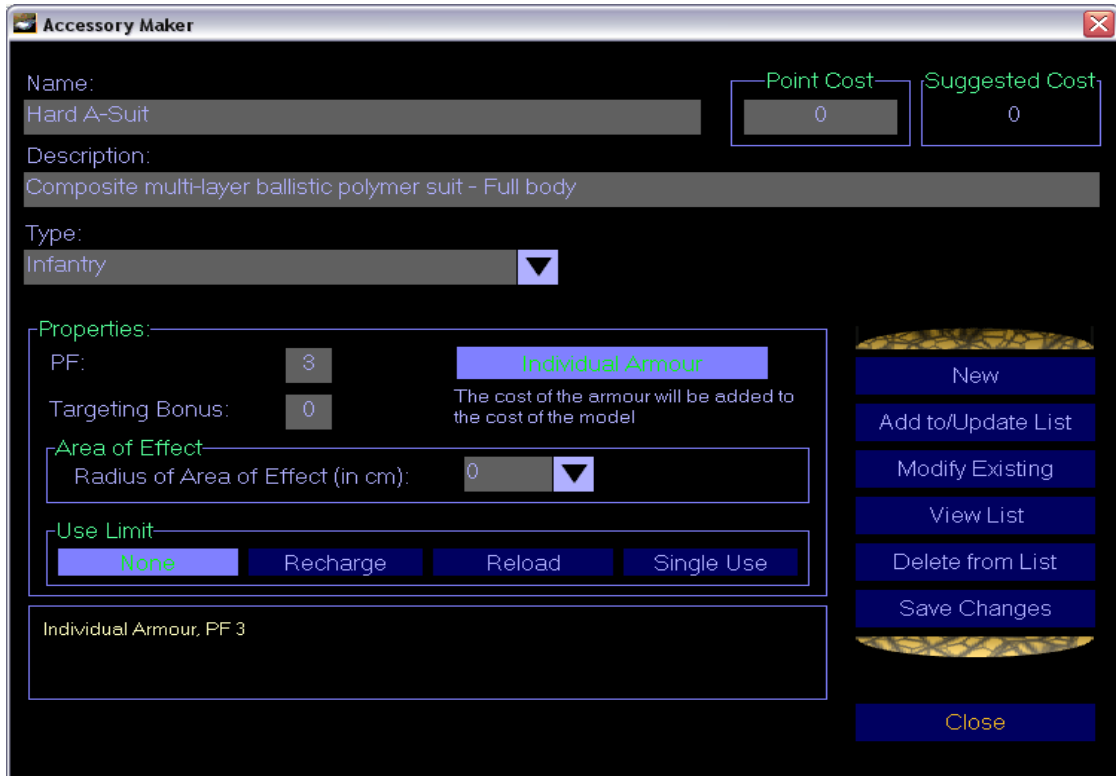 Accessory Maker
Name:
Hard A-Suit
Point Cost
0
Suggested Cost
0
Description:
Composite multi-layer ballistic polymer suit - Full body
Type:
Infantry
Properties:
PF:
3
Individual Armour
The cost of the armour will be added to
the cost of the model
Targeting Bonus:
0
Area of Effect
Radius of Area of Effect (in cm):
0
Use Limit
None
Recharge
Reload
Single Use
Individual Armour, PF 3
New
Add to/Update List
Modify Existing
View List
Delete from List
Save Changes
Close